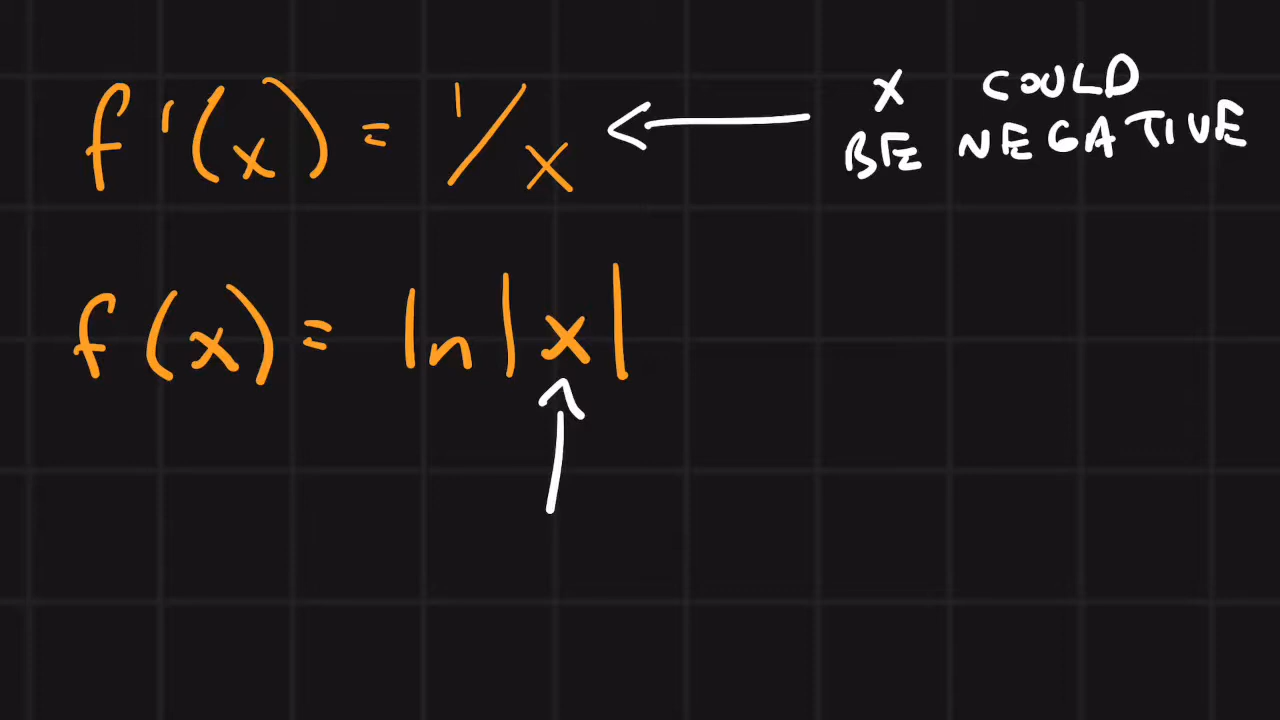 f'(x) = 1/x
X COULD
BE NEGATIVE
f(x) = ln|x|